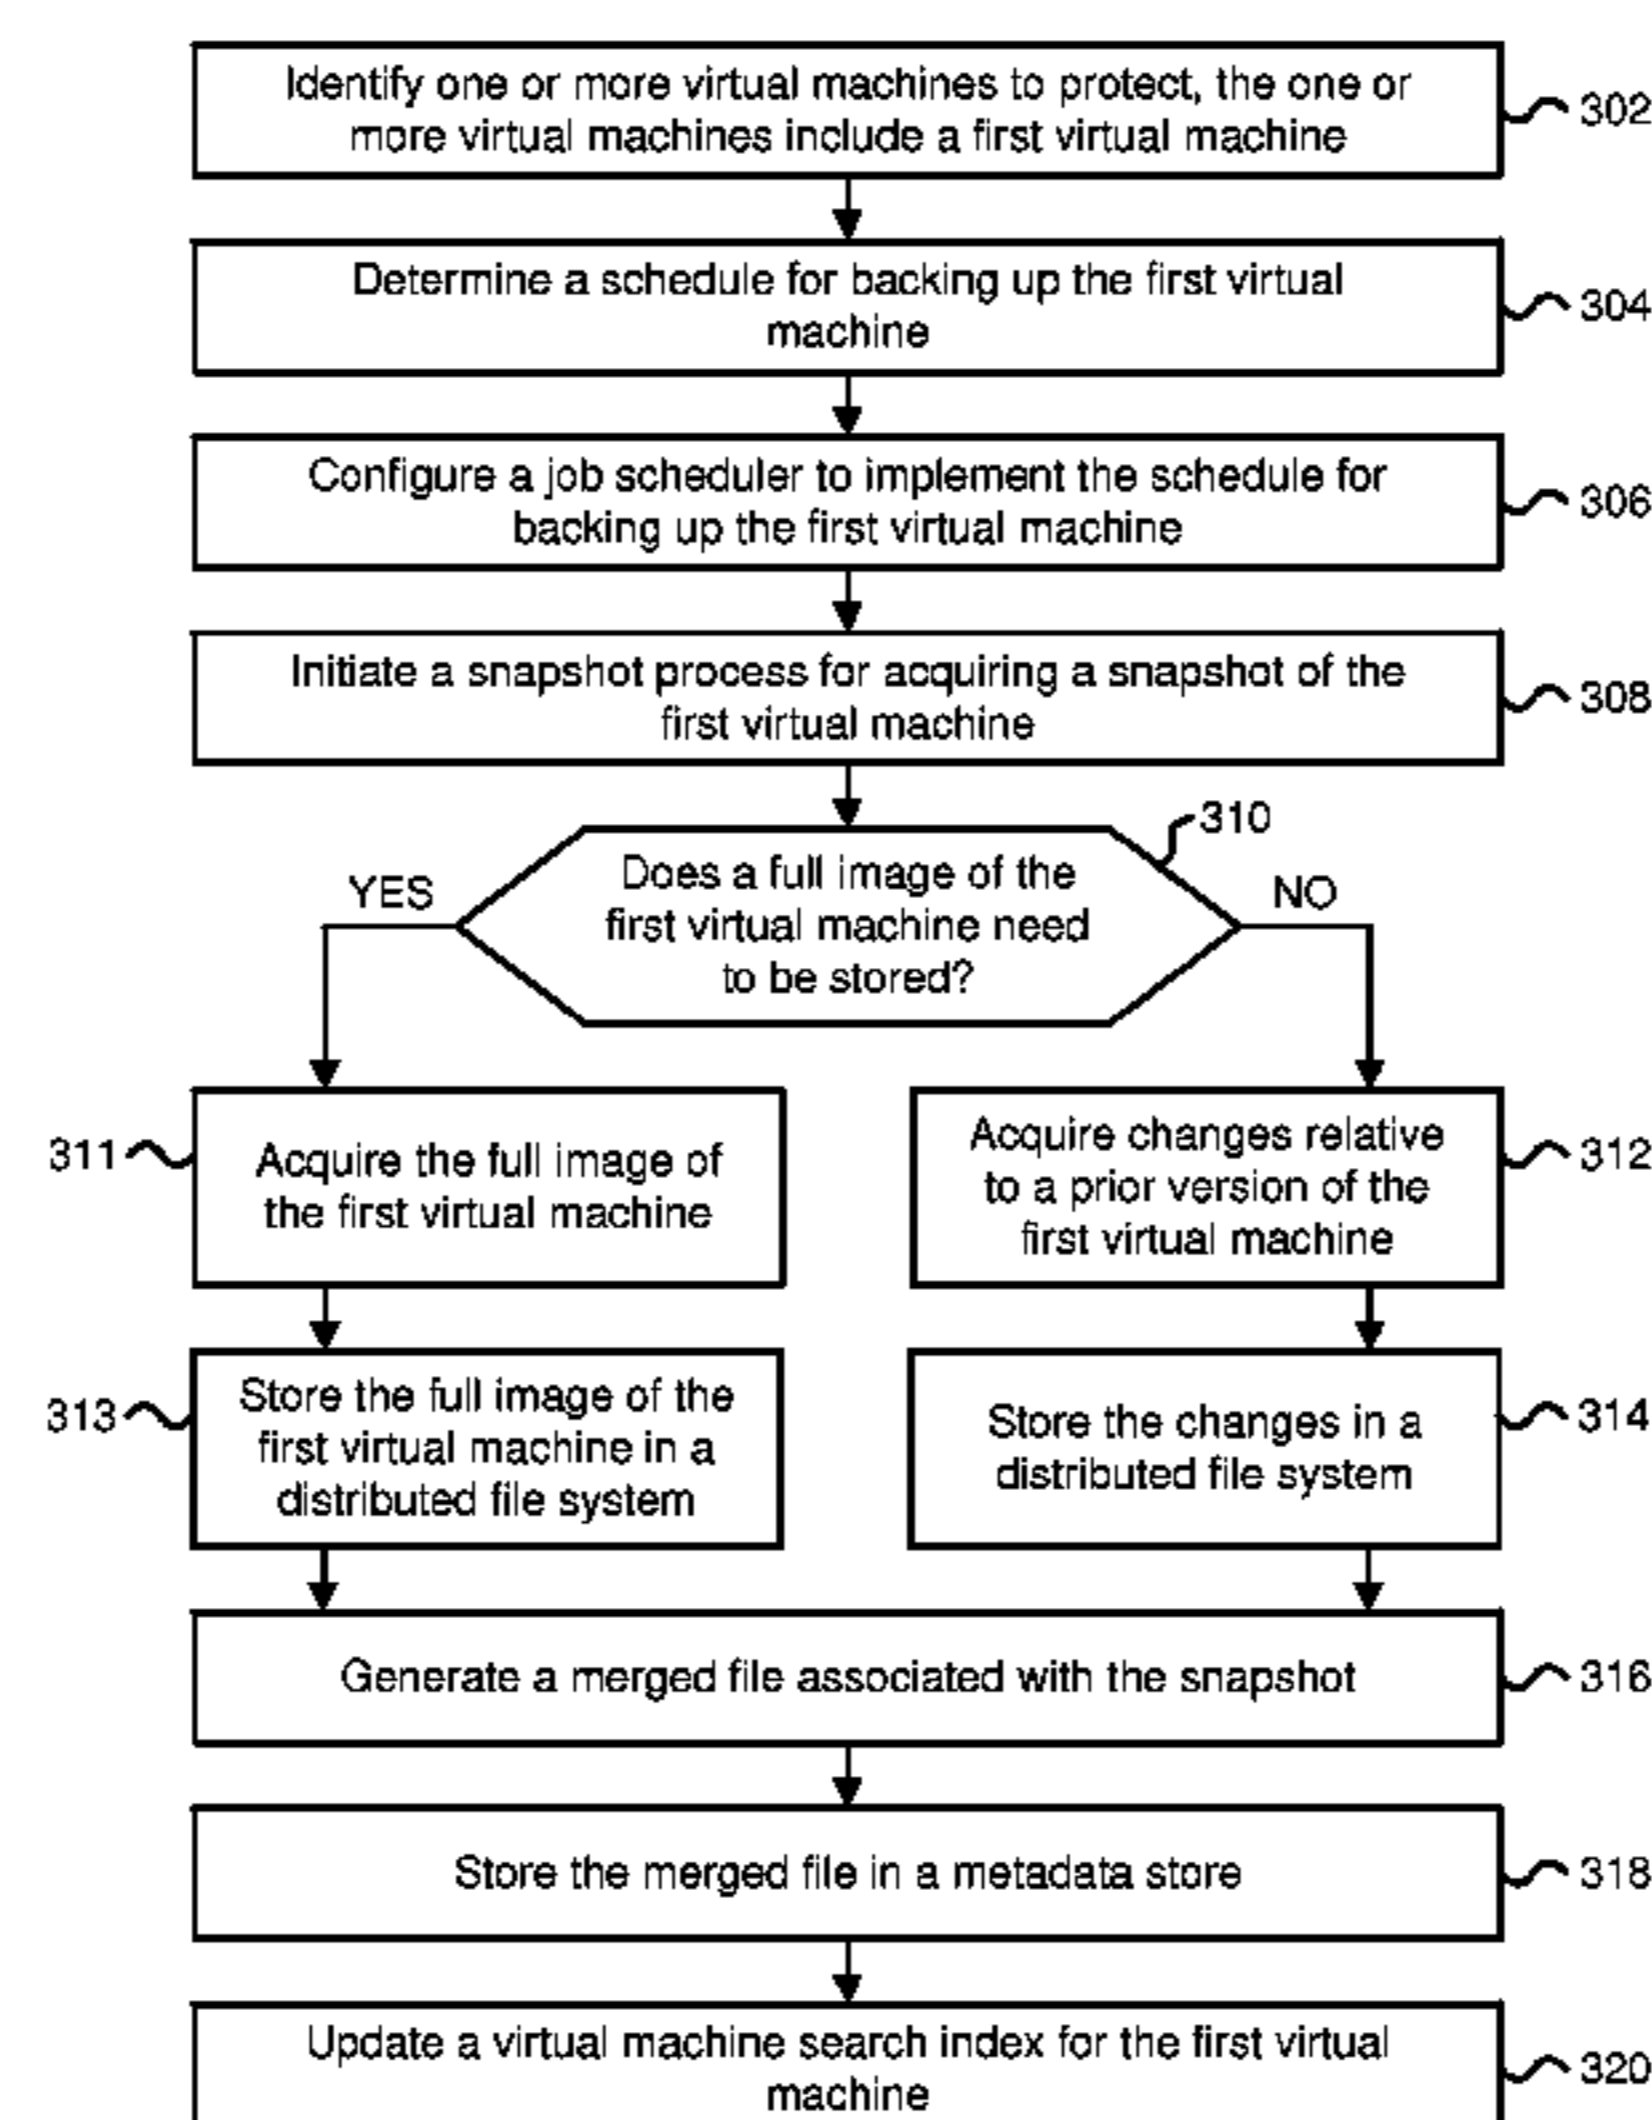 Identify one or more virtual machines to protect, the one or
more virtual machines include a first virtual machine
302
Determine a schedule for backing up the first virtual
machine
304
Configure a job scheduler to implement the schedule for
backing up the first virtual machine
306
Initiate a snapshot process for acquiring a snapshot of the
first virtual machine
308
310
YES
Does a full image of the
first virtual machine need
to be stored?
NO
311
Acquire the full image of
the first virtual machine
Acquire changes relative
to a prior version of the
first virtual machine
312
313
Store the full image of the
first virtual machine in a
distributed file system
Store the changes in a
distributed file system
314
Generate a merged file associated with the snapshot
316
Store the merged file in a metadata store
318
Update a virtual machine search index for the first virtual
machine
320